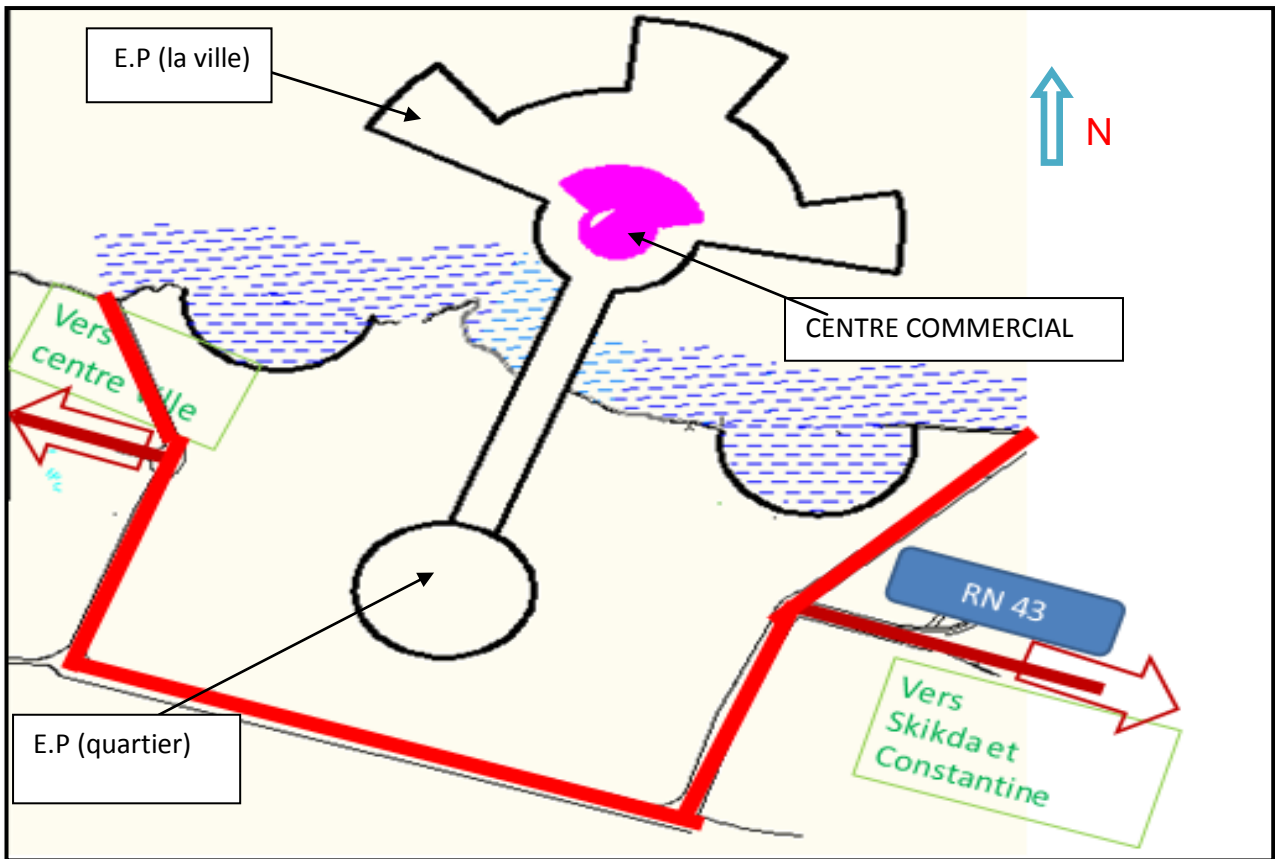 E.P (la ville)
N
CENTRE COMMERCIAL
Vers
centre ville
RN 43
Vers
Skikda et
Constantine
E.P (quartier)